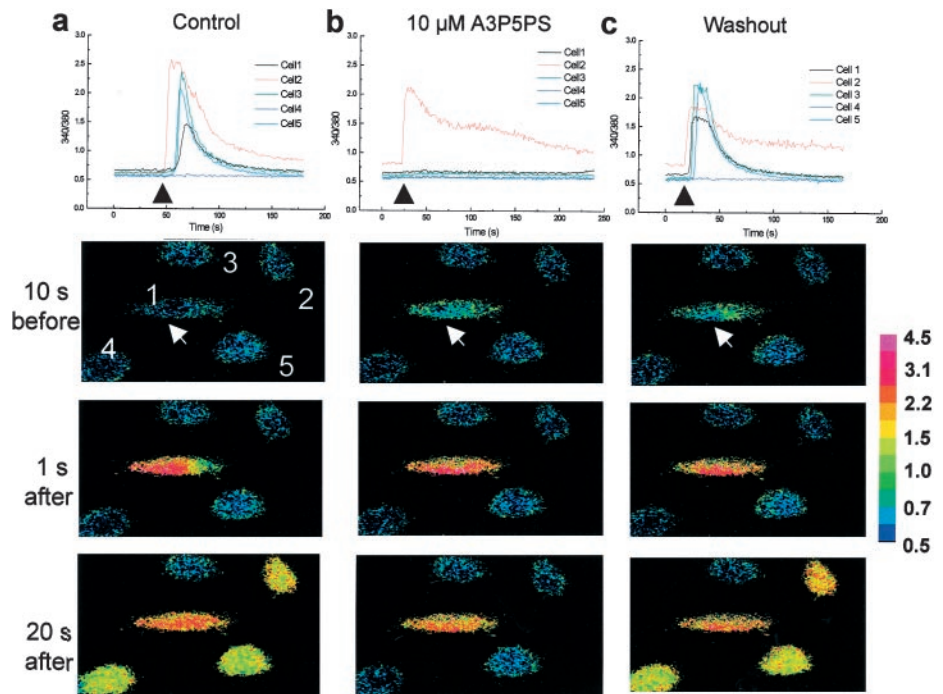 a Control
b 10 µM A3P5PS
c Washout
340/380
3.0
2.5
2.0
1.5
1.0
0.5
0.0
Cell1
Cell2
Cell3
Cell4
Cell5
0 50 100 150
Time (s)
340/380
3.0
2.5
2.0
1.5
1.0
0.5
0.0
Cell1
Cell2
Cell3
Cell4
Cell5
0 50 100 150 200 250
Time (s)
340/380
3.0
2.5
2.0
1.5
1.0
0.5
0.0
Cell 1
Cell 2
Cell 3
Cell 4
Cell 5
0 50 100 150 200
Time (s)
10 s
before
3
1
2
4
5
1 s
after
20 s
after
4.5
3.1
2.2
1.5
1.0
0.7
0.5